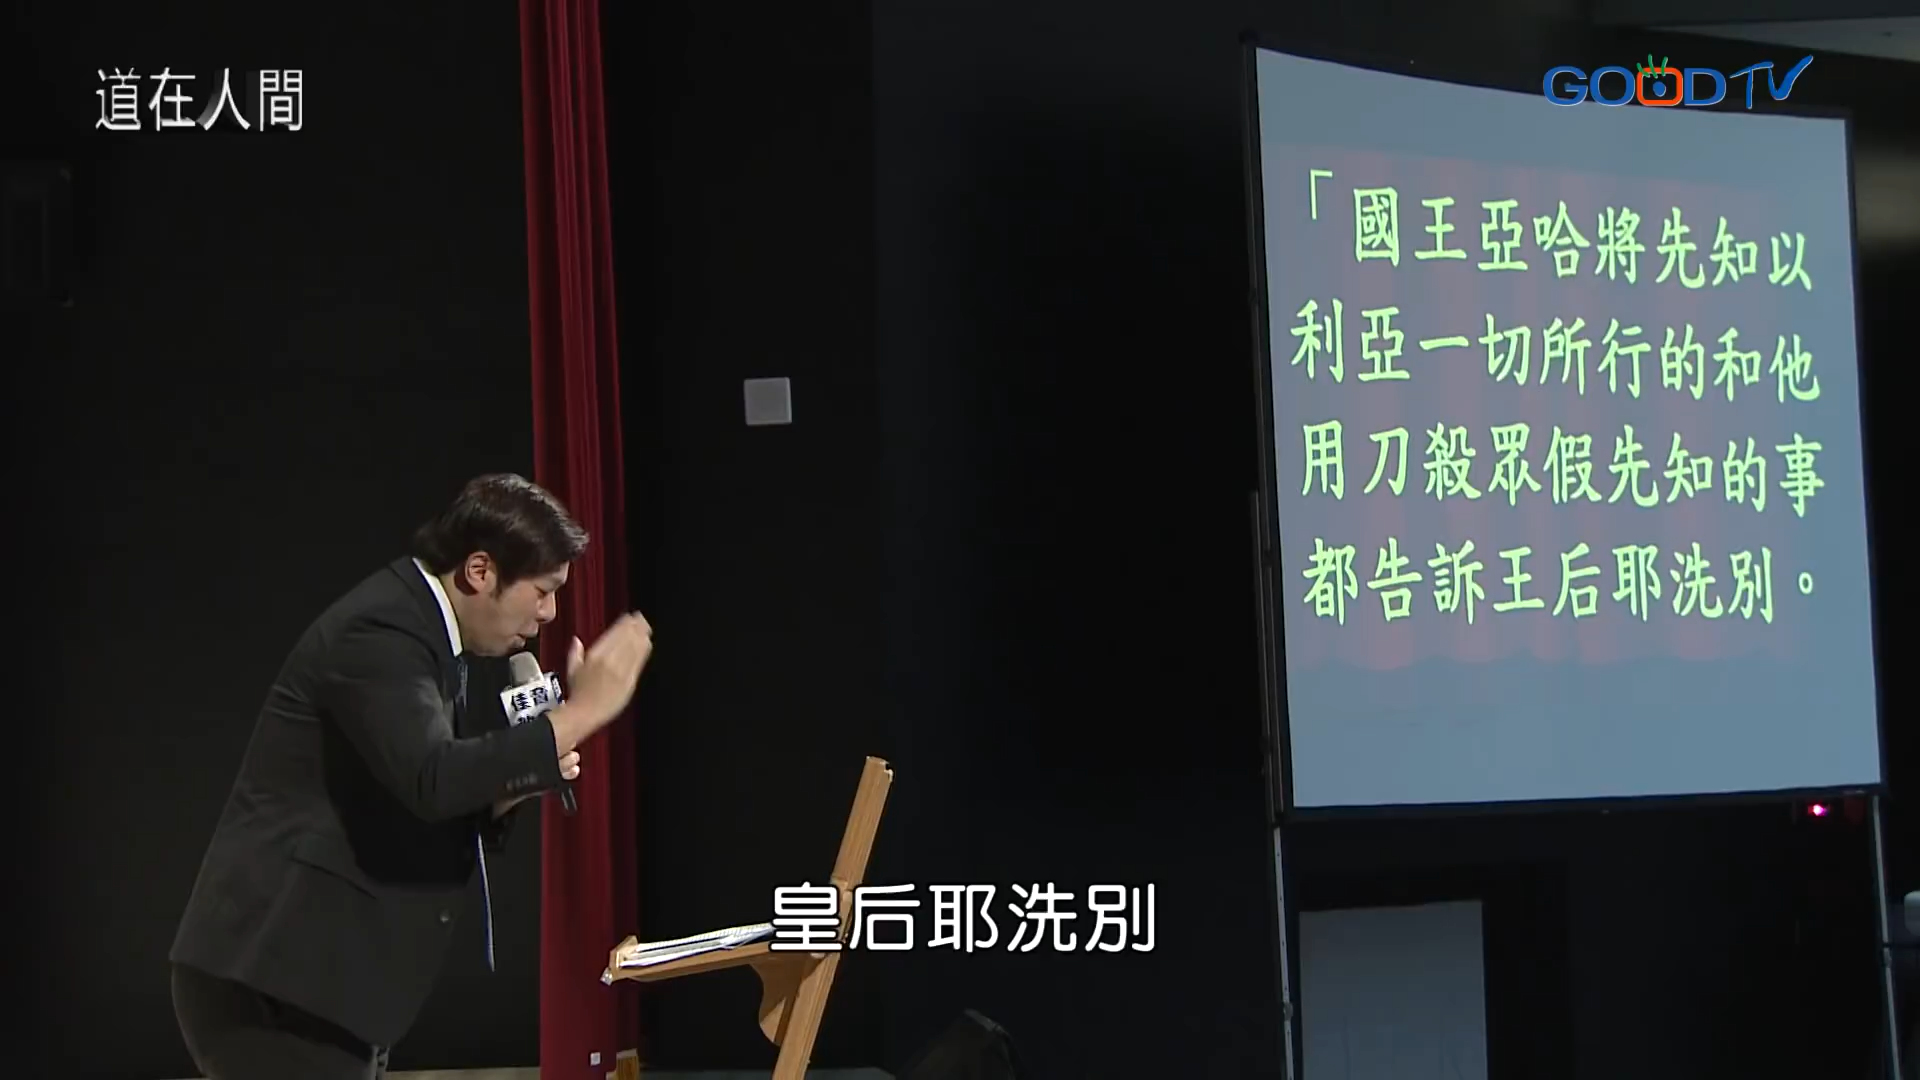 道在人間
GOODTV
「國王亞哈將先知以
利亞一切所行的和他
用刀殺眾假先知的事
都告訴王后耶洗別。
佳音
皇后耶洗別